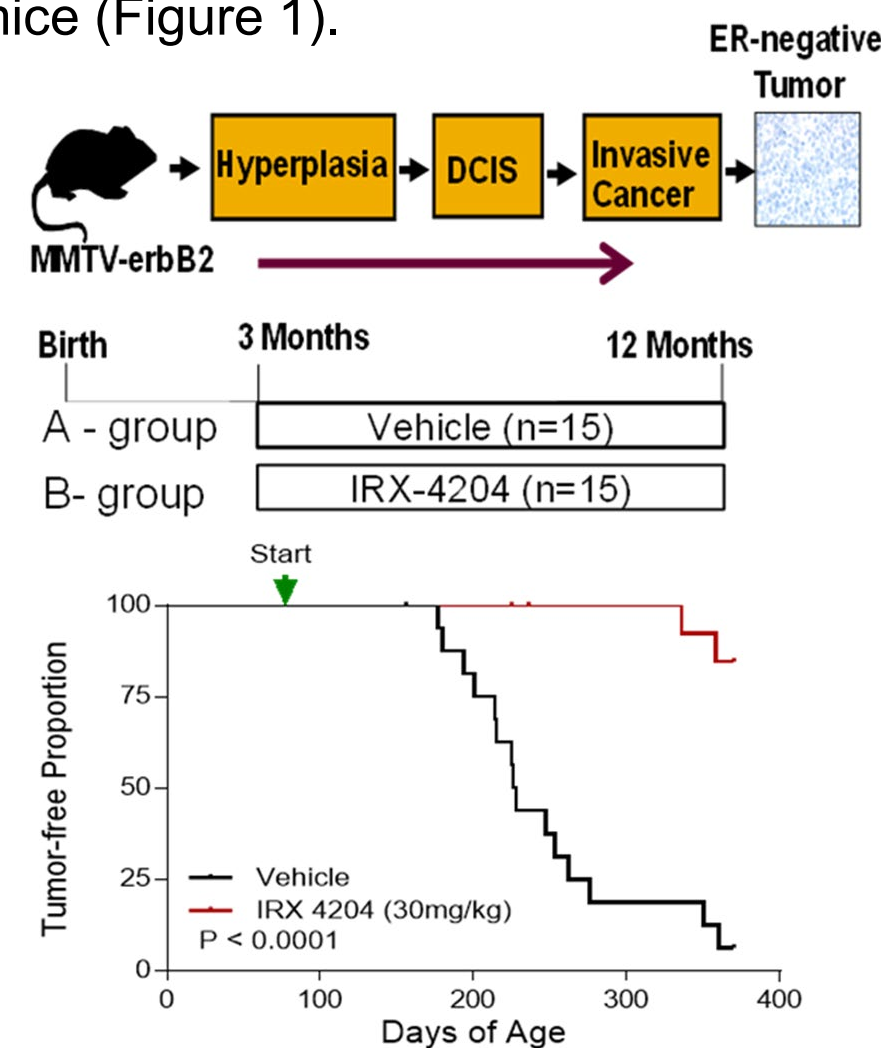 nice (Figure 1).
ER-negative
Tumor
Hyperplasia
DCIS
Invasive
Cancer
MMTV-erbB2
Birth
3 Months
12 Months
A - group
Vehicle (n=15)
B- group
IRX-4204 (n=15)
Start
100
75
50
25
0
Tumor-free Proportion
Vehicle
IRX 4204 (30mg/kg)
P < 0.0001
0 100 200 300 400
Days of Age